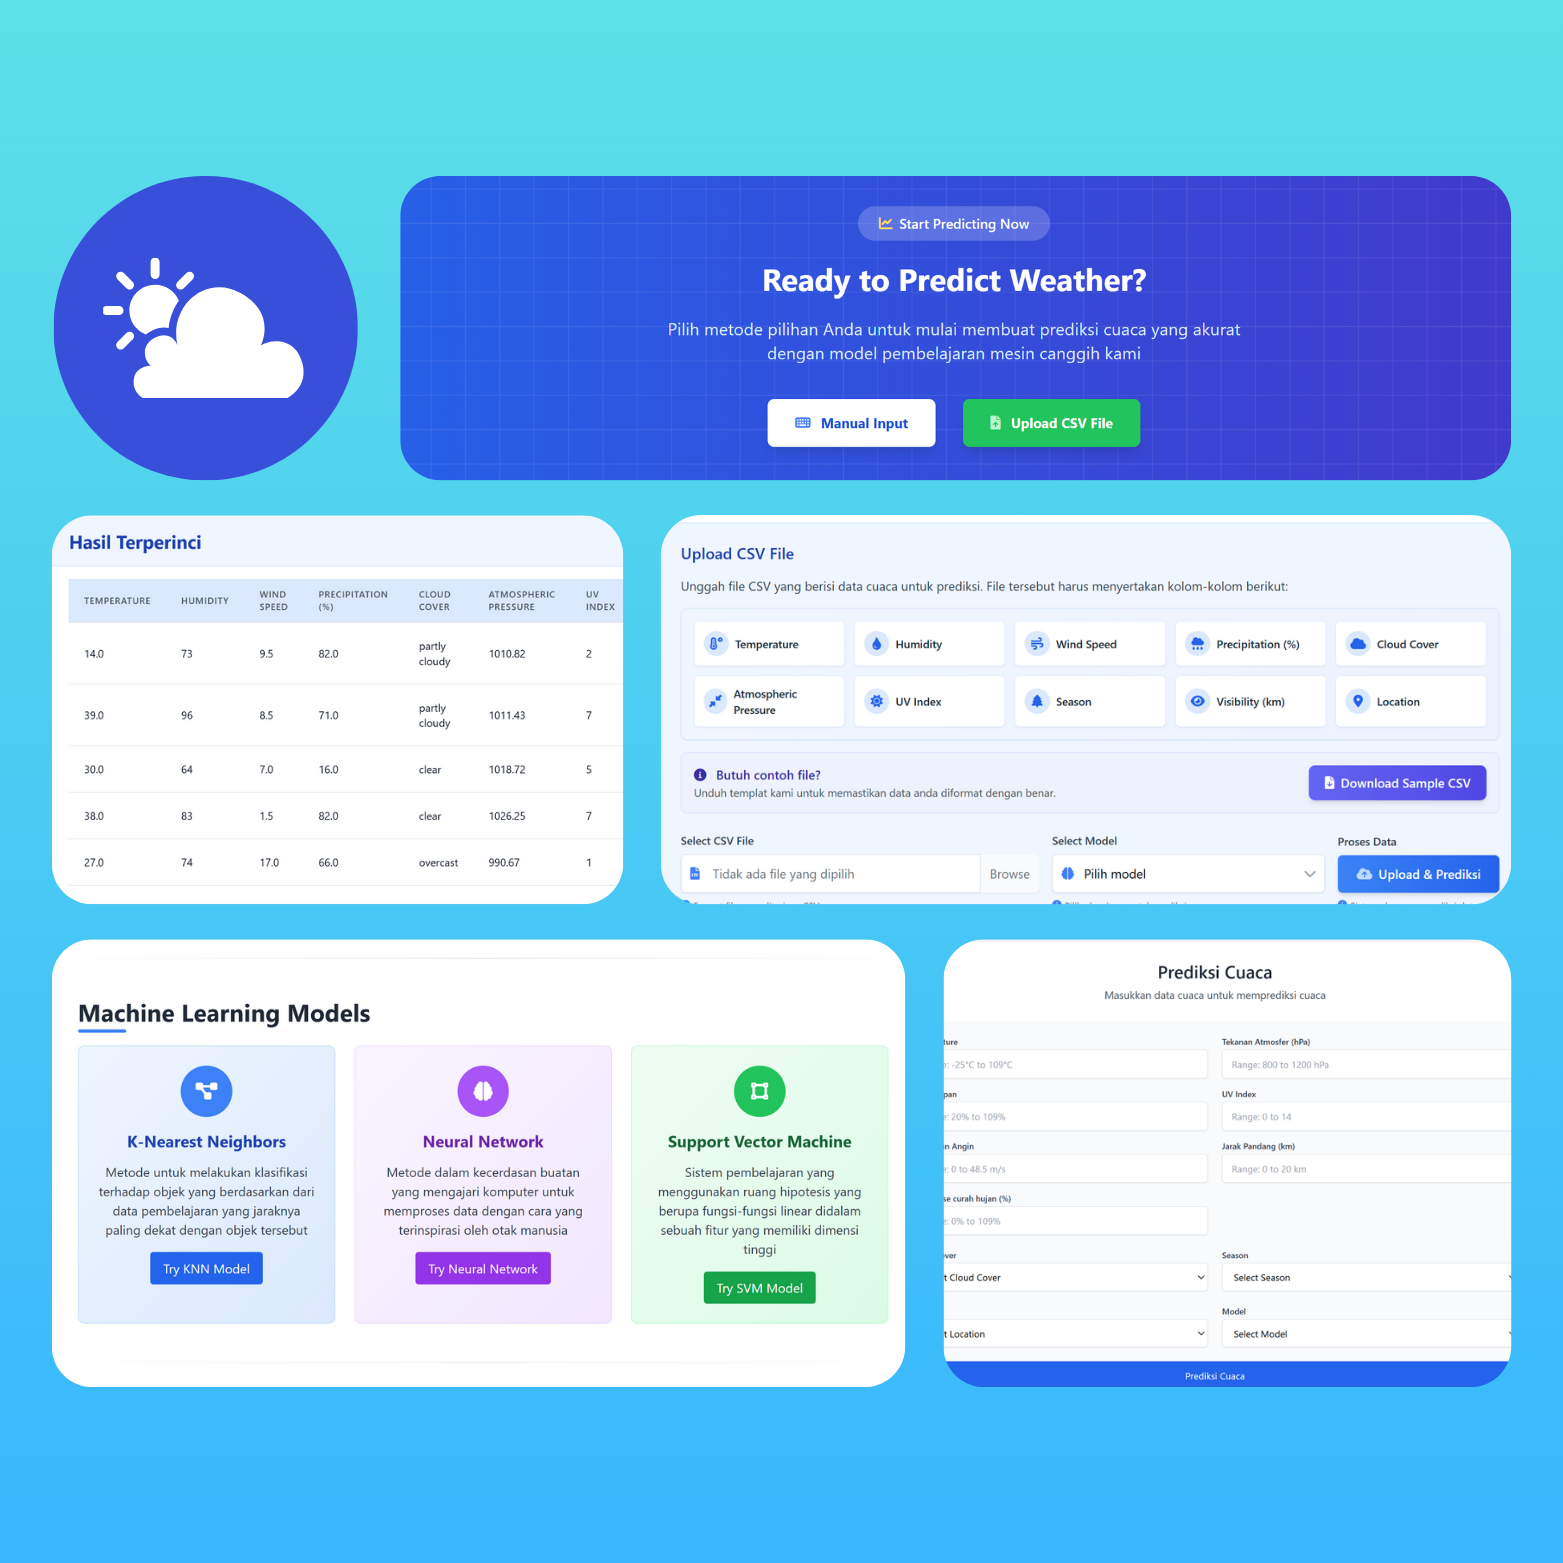 Start Predicting Now
Ready to Predict Weather?
Pilih metode pilihan Anda untuk mulai membuat prediksi cuaca yang akurat
dengan model pembelajaran mesin canggih kami
Manual Input
Upload CSV File
Hasil Terperinci
TEMPERATURE HUMIDITY WIND SPEED PRECIPITATION (%) CLOUD COVER ATMOSPHERIC PRESSURE UV INDEX
14.0 73 9.5 82.0 partly cloudy 1010.82 2
39.0 96 8.5 71.0 partly cloudy 1011.43 7
30.0 64 7.0 16.0 clear 1018.72 5
38.0 83 1.5 82.0 clear 1026.25 7
27.0 74 17.0 66.0 overcast 990.67 1
Upload CSV File
Unggah file CSV yang berisi data cuaca untuk prediksi. File tersebut harus menyertakan kolom-kolom berikut:
Temperature
Humidity
Wind Speed
Precipitation (%)
Cloud Cover
Atmospheric
Pressure
UV Index
Season
Visibility (km)
Location
Butuh contoh file?
Unduh templat kami untuk memastikan data anda diformat dengan benar.
Download Sample CSV
Select CSV File
Tidak ada file yang dipilih
Browse
Select Model
Pilih model
Proses Data
Upload & Prediksi
Machine Learning Models
K-Nearest Neighbors
Metode untuk melakukan klasifikasi
terhadap objek yang berdasarkan dari
data pembelajaran yang jaraknya
paling dekat dengan objek tersebut
Try KNN Model
Neural Network
Metode dalam kecerdasan buatan
yang mengajari komputer untuk
memproses data dengan cara yang
terinspirasi oleh otak manusia
Try Neural Network
Support Vector Machine
Sistem pembelajaran yang
menggunakan ruang hipotesis yang
berupa fungsi-fungsi linear didalam
sebuah fitur yang memiliki dimensi
tinggi
Try SVM Model
Prediksi Cuaca
Masukkan data cuaca untuk memprediksi cuaca
ture
e: -25°C to 109°C
Tekanan Atmosfer (hPa)
Range: 800 to 1200 hPa
pan
e: 20% to 109%
UV Index
Range: 0 to 14
n Angin
e: 0 to 48.5 m/s
Jarak Pandang (km)
Range: 0 to 20 km
se curah hujan (%)
e: 0% to 109%
over
t Cloud Cover
Season
Select Season
t Location
Model
Select Model
Prediksi Cuaca